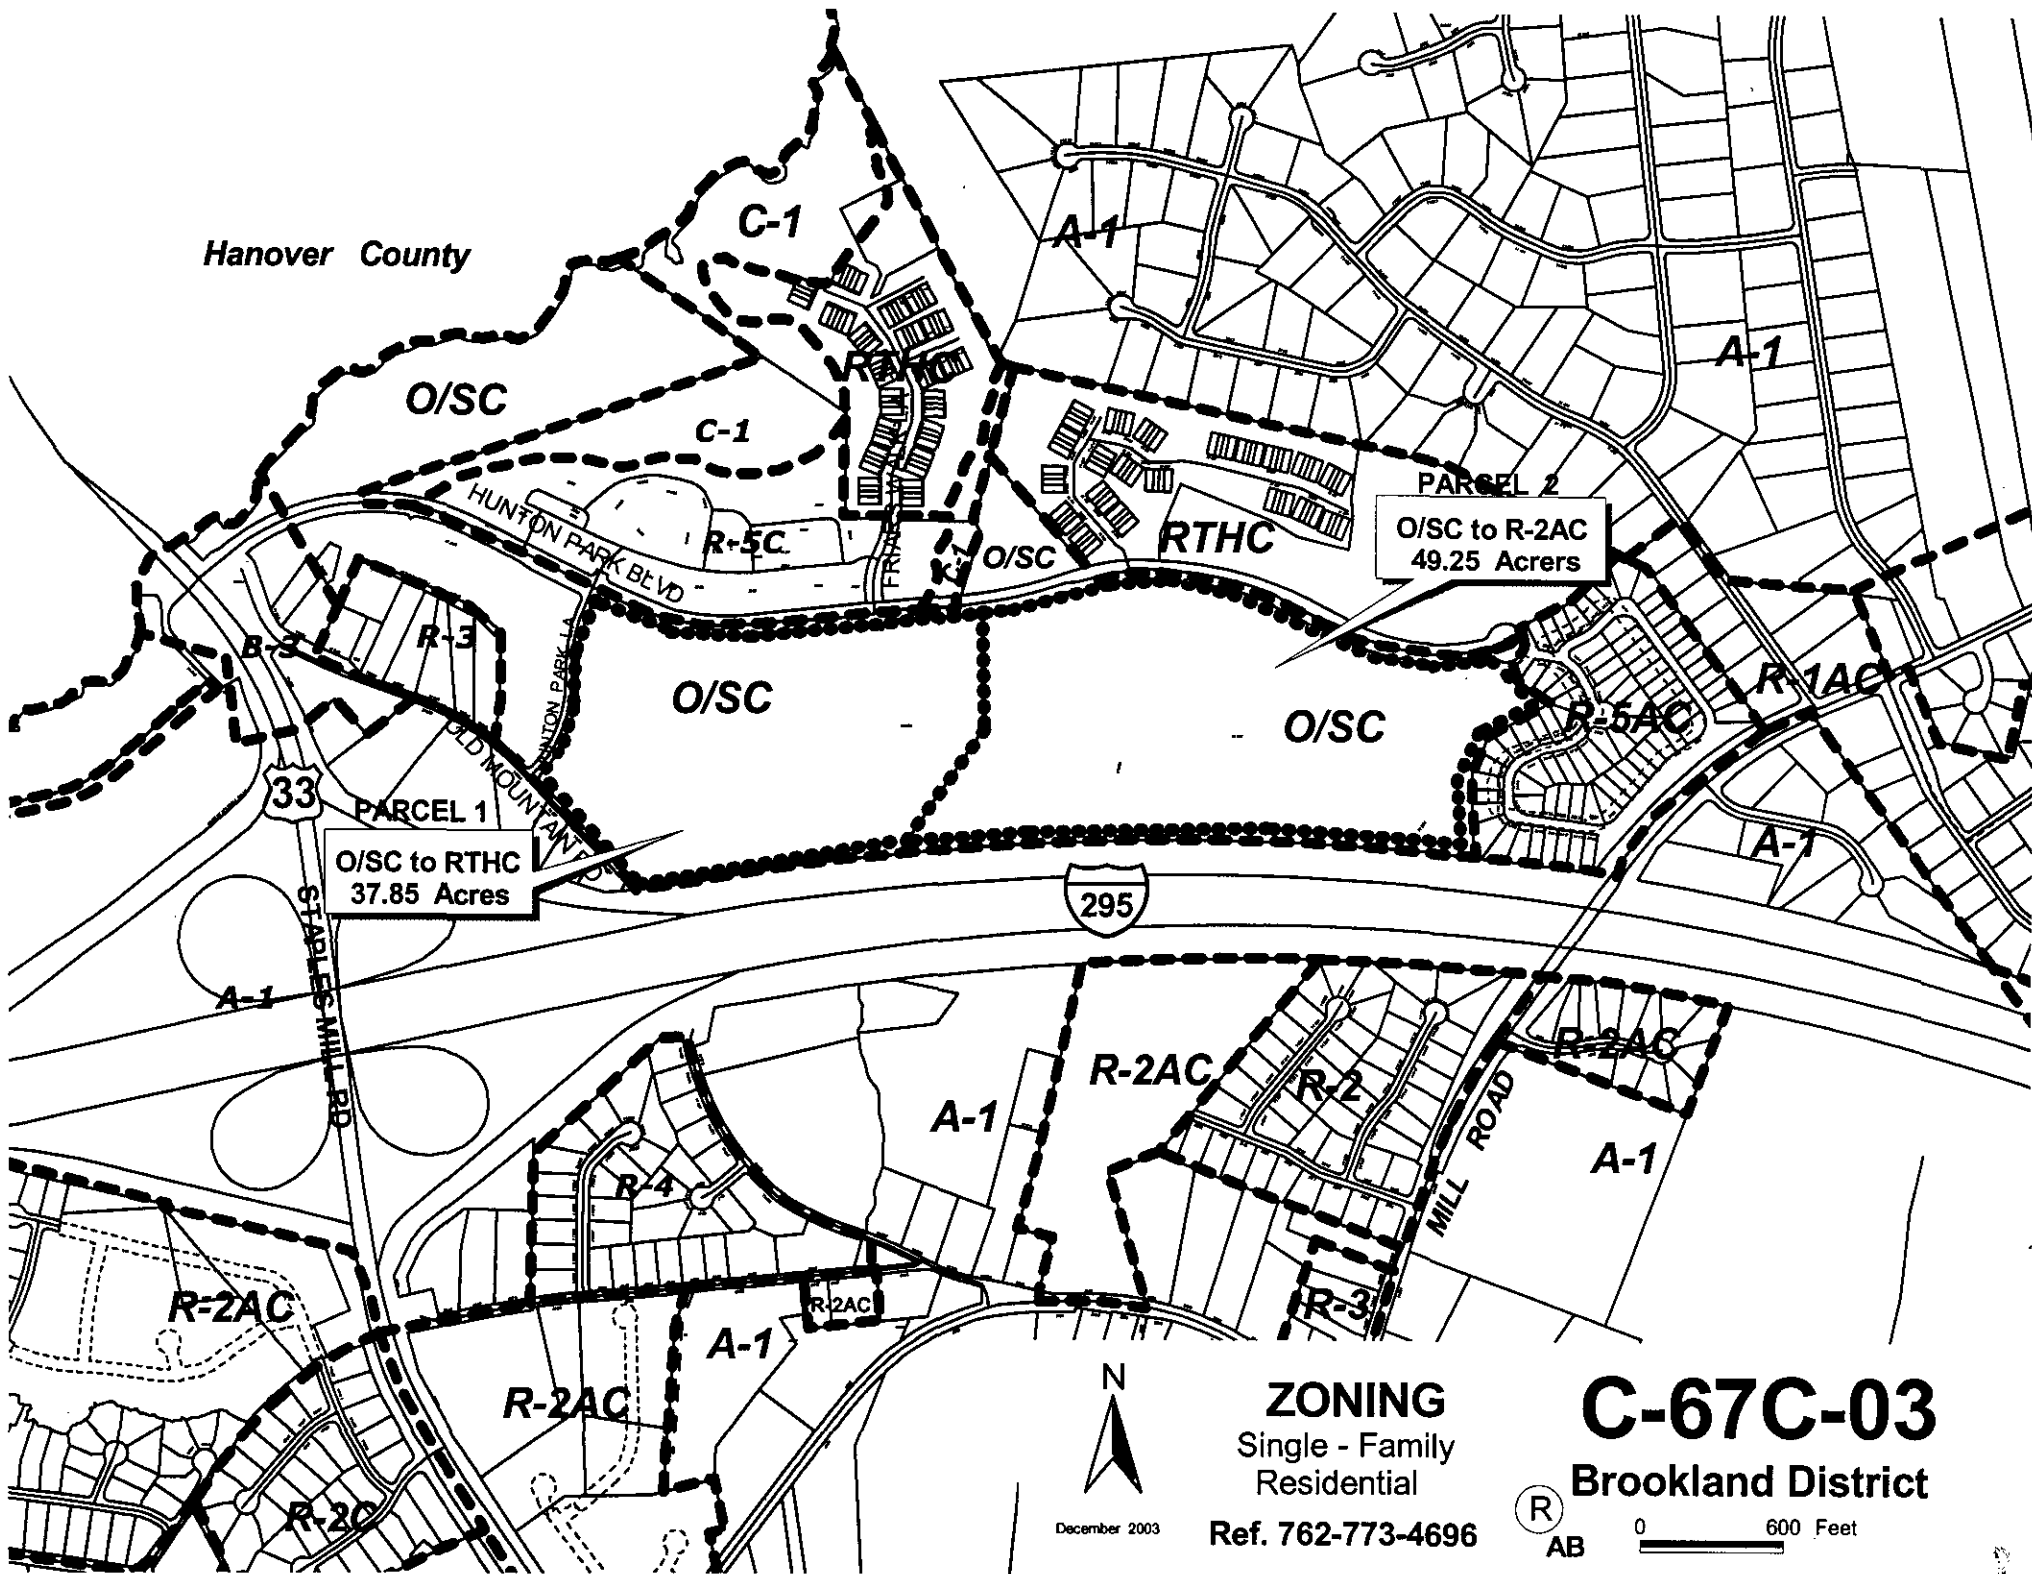 C-1
A-1
Hanover County
A-1
RTHC
O/SC
C-1
PARCEL 2
O/SC to R-2AC
49.25 Acrers
HUNTON PARK BLVD
R-5C
FRIARS WALK
C-1
O/SC
RTHC
B-3
R-3
HUNTON PARK LA
O/SC
O/SC
R-1AC
R-5AC
33
OLD MOUNTAIN RD
PARCEL 1
O/SC to RTHC
37.85 Acres
A-1
295
STAPLES MILL RD
A-1
R-2AC
R-2
R-2AC
A-1
MILL ROAD
A-1
R-4
R-2AC
R-2AC
R-3
A-1
R-2AC
R-2C
N
December 2003
ZONING
Single - Family
Residential
Ref. 762-773-4696
C-67C-03
Brookland District
R
AB
0 600 Feet